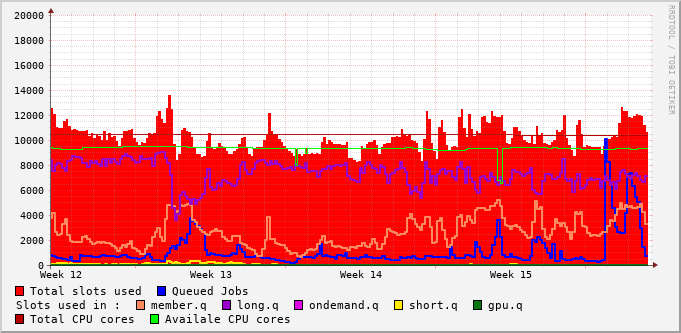 RRDTOOL / TOBI OETIKER
20000
18000
16000
14000
12000
10000
8000
6000
4000
2000
0
Week 12 Week 13 Week 14 Week 15
Total slots used Queued Jobs
Slots used in : member.q long.q ondemand.q short.q gpu.q
Total CPU cores Availale CPU cores